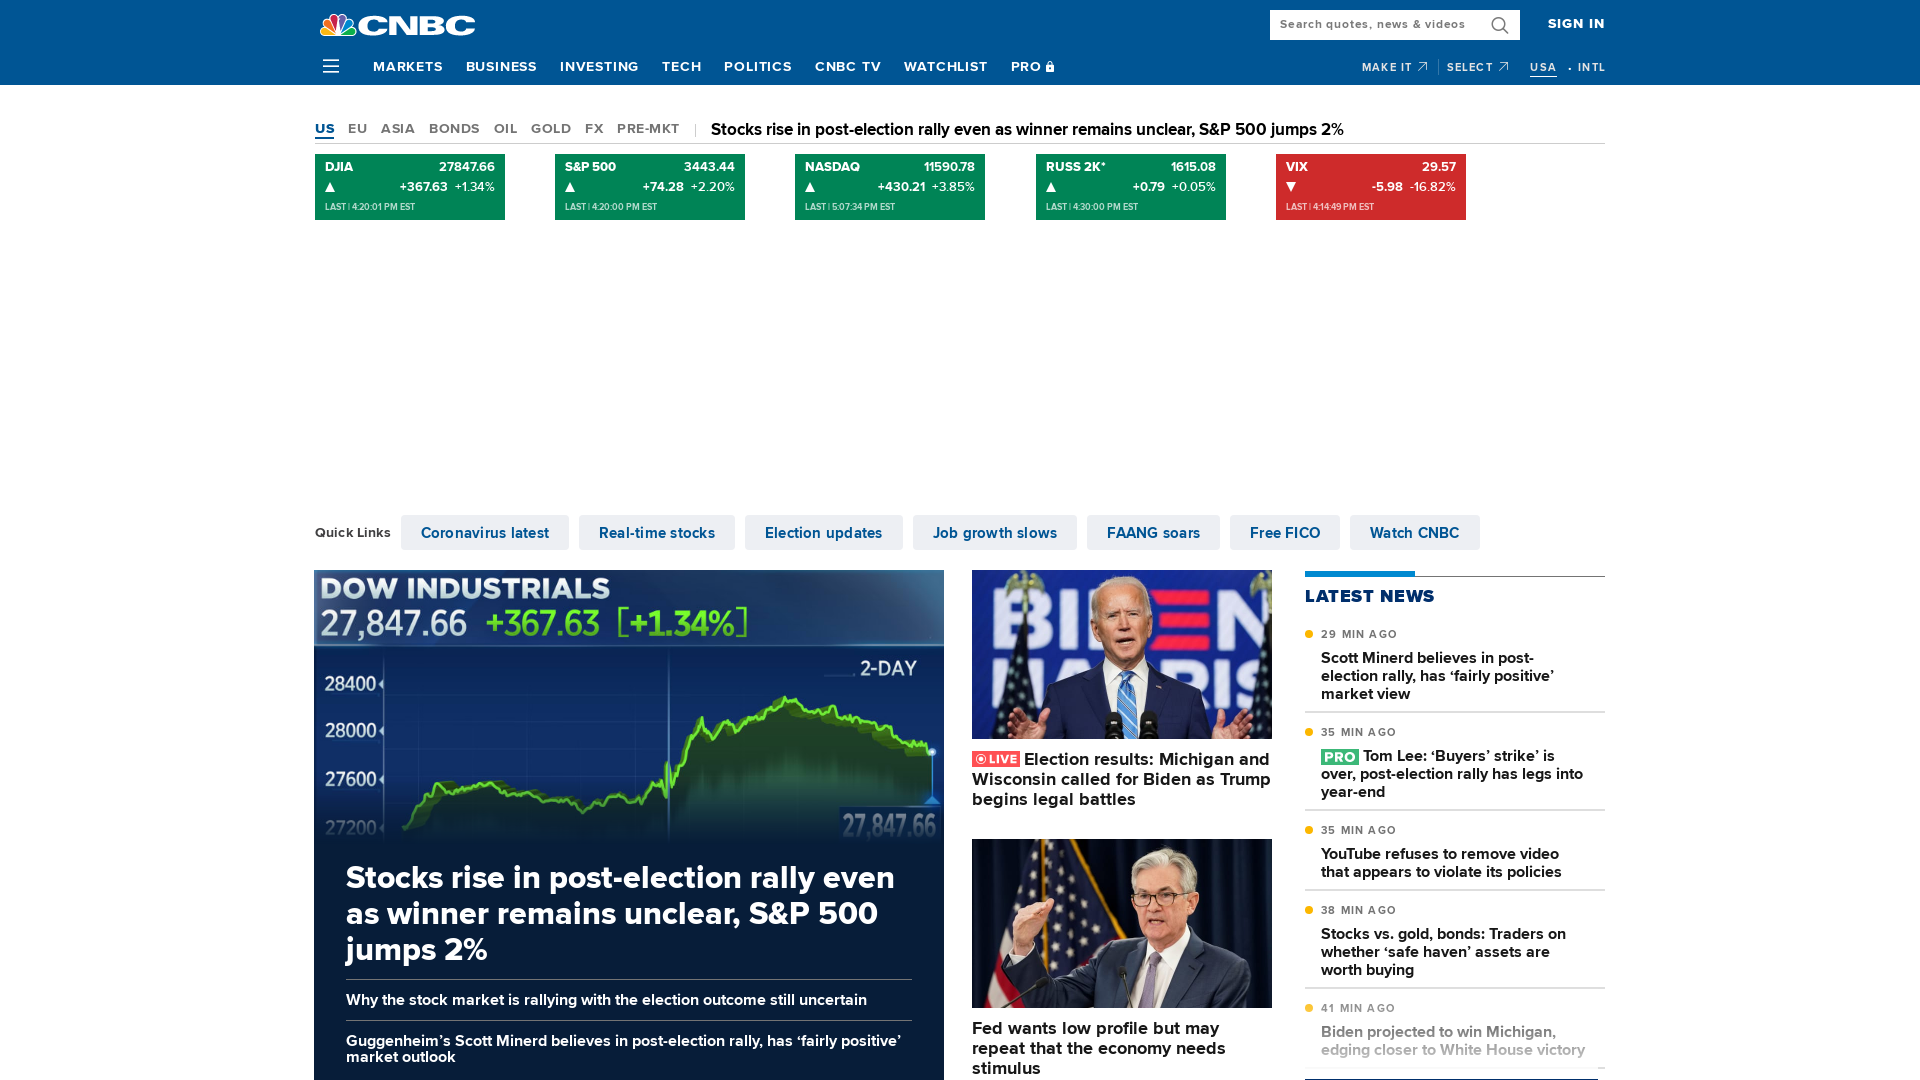 CNBC
Search quotes, news & videos
SIGN IN
MARKETS BUSINESS INVESTING TECH POLITICS CNBC TV WATCHLIST PRO
MAKE IT SELECT USA • INTL
US EU ASIA BONDS OIL GOLD FX PRE-MKT
Stocks rise in post-election rally even as winner remains unclear, S&P 500 jumps 2%
DJIA 27847.66
+367.63 +1.34%
LAST | 4:20:01 PM EST
S&P 500 3443.44
+74.28 +2.20%
LAST | 4:20:00 PM EST
NASDAQ 11590.78
+430.21 +3.85%
LAST | 5:07:34 PM EST
RUSS 2K* 1615.08
+0.79 +0.05%
LAST | 4:30:00 PM EST
VIX 29.57
-5.98 -16.82%
LAST | 4:14:49 PM EST
Quick Links
Coronavirus latest
Real-time stocks
Election updates
Job growth slows
FAANG soars
Free FICO
Watch CNBC
DOW INDUSTRIALS
27,847.66 +367.63 [+1.34%]
2-DAY
28400
28000
27600
27200
27,847.66
Stocks rise in post-election rally even
as winner remains unclear, S&P 500
jumps 2%
Why the stock market is rallying with the election outcome still uncertain
Guggenheim's Scott Minerd believes in post-election rally, has ‘fairly positive’
market outlook
BIDEN
HARRIS
LIVE Election results: Michigan and
Wisconsin called for Biden as Trump
begins legal battles
Fed wants low profile but may
repeat that the economy needs
stimulus
LATEST NEWS
29 MIN AGO
Scott Minerd believes in post-
election rally, has ‘fairly positive’
market view
35 MIN AGO
PRO Tom Lee: ‘Buyers’ strike’ is
over, post-election rally has legs into
year-end
35 MIN AGO
YouTube refuses to remove video
that appears to violate its policies
38 MIN AGO
Stocks vs. gold, bonds: Traders on
whether ‘safe haven’ assets are
worth buying
41 MIN AGO
Biden projected to win Michigan,
edging closer to White House victory